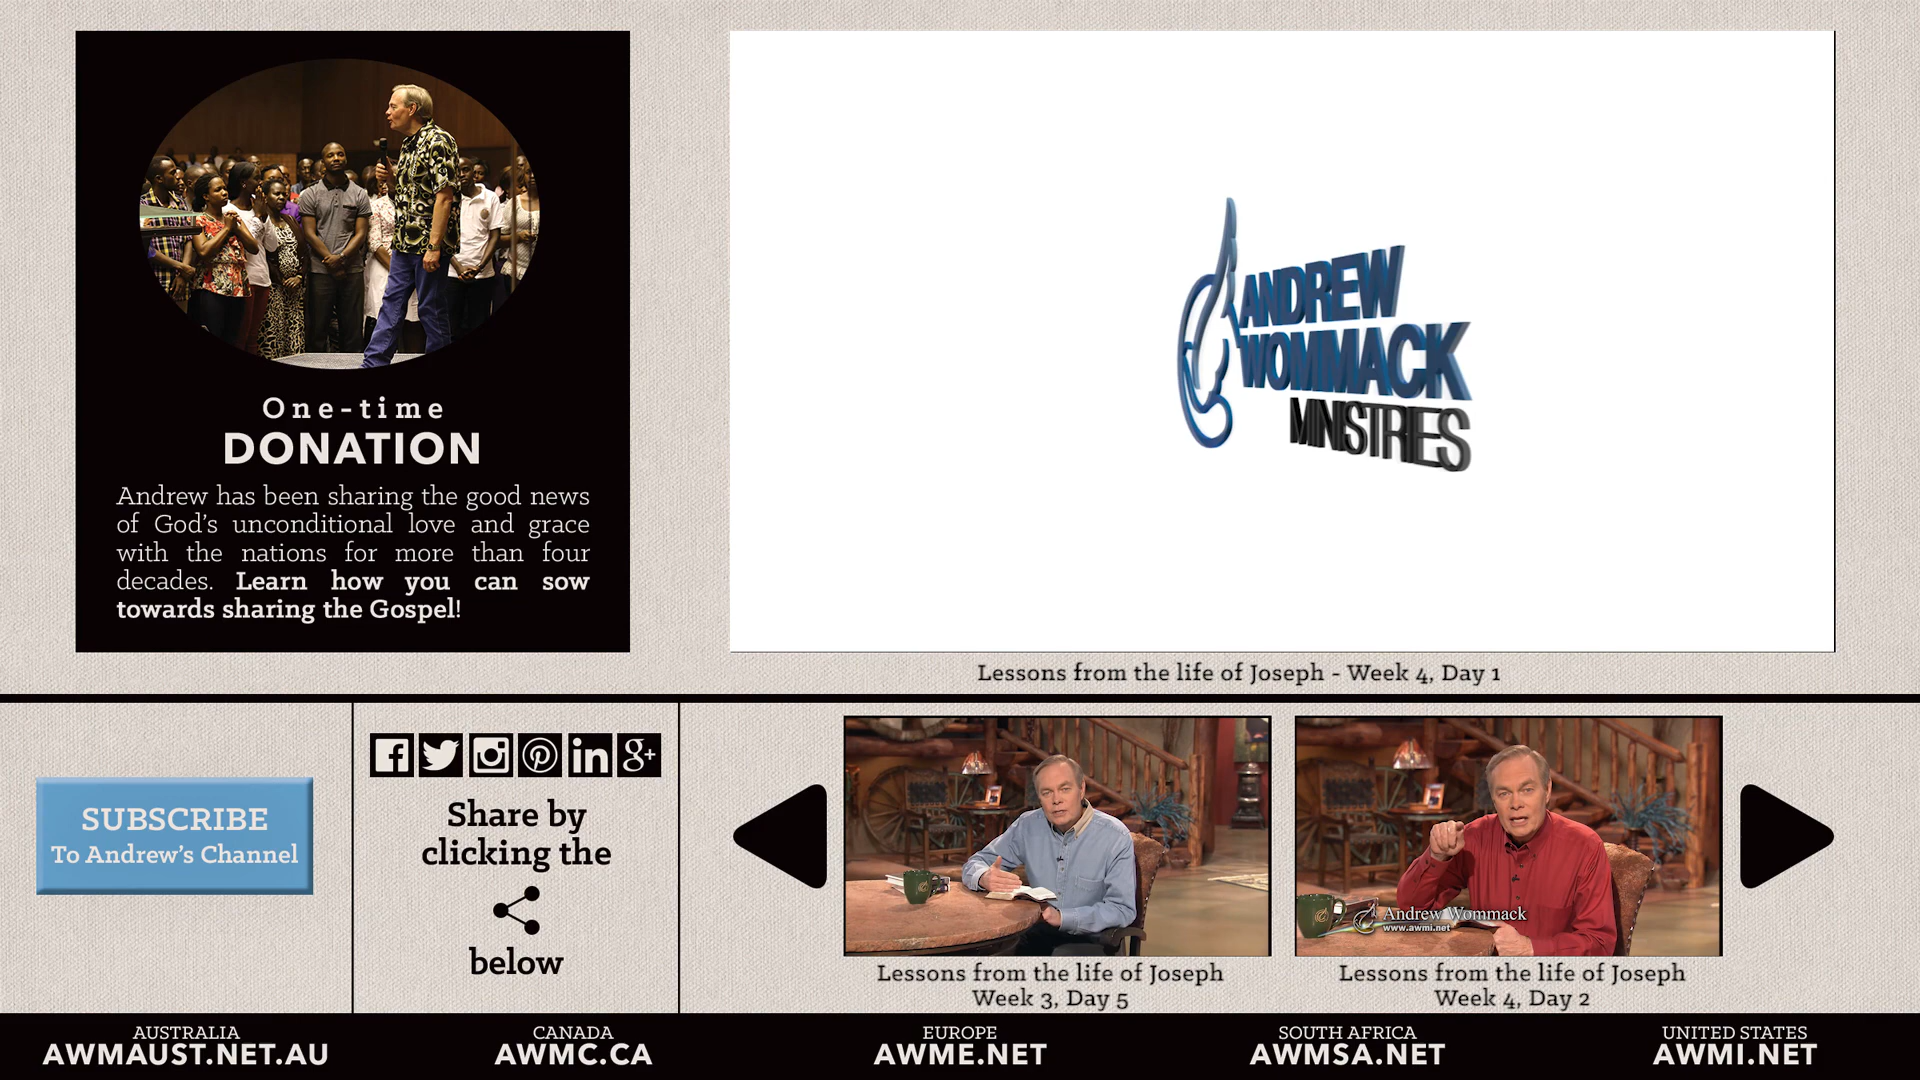 One-time
DONATION
Andrew has been sharing the good news
of God's unconditional love and grace
with the nations for more than four
decades. Learn how you can sow
towards sharing the Gospel!
ANDREW
WOMMACK
MINISTRIES
Lessons from the life of Joseph - Week 4, Day 1
SUBSCRIBE
To Andrew's Channel
Share by
clicking the
below
Andrew Wommack
www.awmi.net
Lessons from the life of Joseph
Week 3, Day 5
Lessons from the life of Joseph
Week 4, Day 2
AUSTRALIA
AWMAUST.NET.AU
CANADA
AWMC.CA
EUROPE
AWME.NET
SOUTH AFRICA
AWMSA.NET
UNITED STATES
AWMI.NET